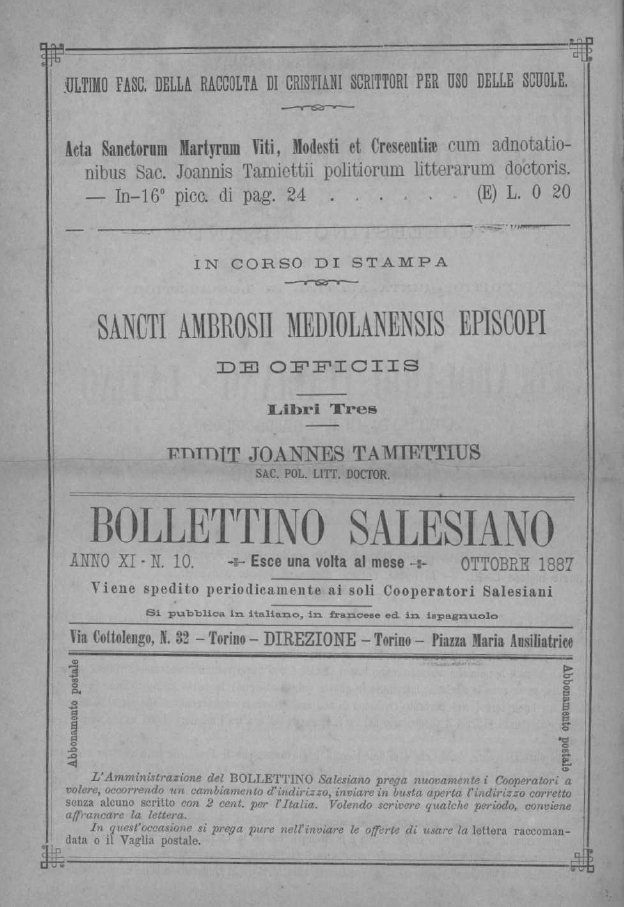 ULTIMO FASC. DELLA RACCOLTA DI CRISTIANI SCRITTORI PER USO DELLE SCUOLE.
Acta Sanctorum Martyrum Viti, Modesti et Crescentiæ cum adnotatio-
nibus Sac. Joannis Tamiettii politiorum litterarum doctoris.
— In-16° picc. di pag. 24 . . . . . . (E) L. 0 20
IN CORSO DI STAMPA
SANCTI AMBROSII MEDIOLANENSIS EPISCOPI
DE OFFICIIS
Libri Tres
EDIDIT JOANNES TAMIETTIUS
SAC. POL. LITT. DOCTOR.
BOLLETTINO SALESIANO
ANNO XI - N. 10. Esce una volta al mese OTTOBRE 1887
Viene spedito periodicamente ai soli Cooperatori Salesiani
Si pubblica in italiano, in francese ed in ispagnuolo
Via Cottolengo, N. 32 – Torino – DIREZIONE – Torino – Piazza Maria Ausiliatrice
Abbonamento postale
Abbonamento postale
L'Amministrazione del BOLLETTINO Salesiano prega nuovamente i Cooperatori a
volere, occorrendo un cambiamento d'indirizzo, inviare in busta aperta l'indirizzo corretto
senza alcuno scritto con 2 cent. per l'Italia. Volendo scrivere qualche periodo, conviene
affrancare la lettera.
In quest'occasione si prega pure nell'inviare le offerte di usare la lettera raccoman-
data o il Vaglia postale.